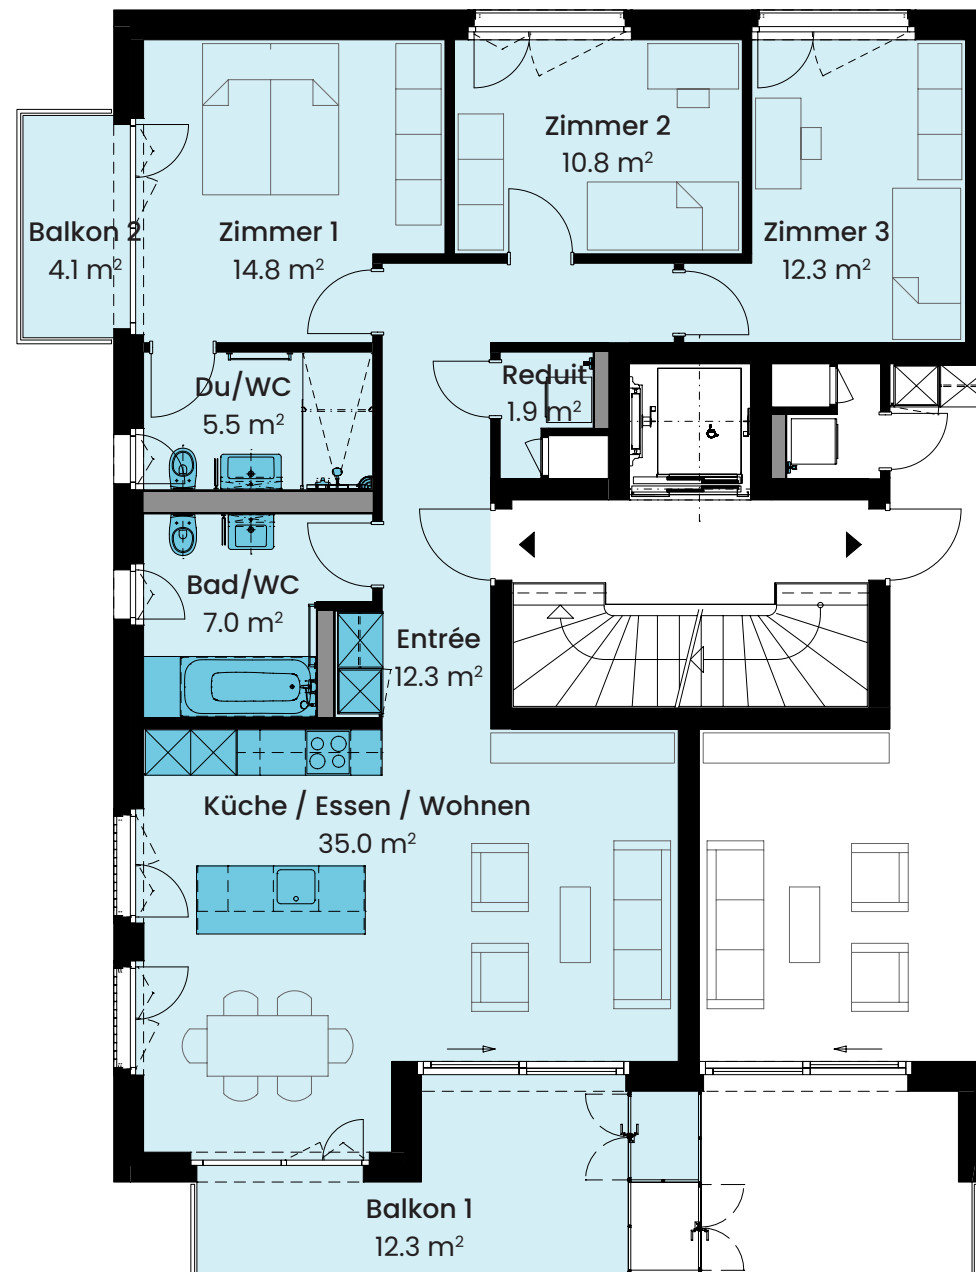 Zimmer 2
10.8 m²
Balkon 2
4.1 m²
Zimmer 1
14.8 m²
Zimmer 3
12.3 m²
Du/WC
5.5 m²
Reduit
1.9 m²
Bad/WC
7.0 m²
Entrée
12.3 m²
Küche / Essen / Wohnen
35.0 m²
Balkon 1
12.3 m²